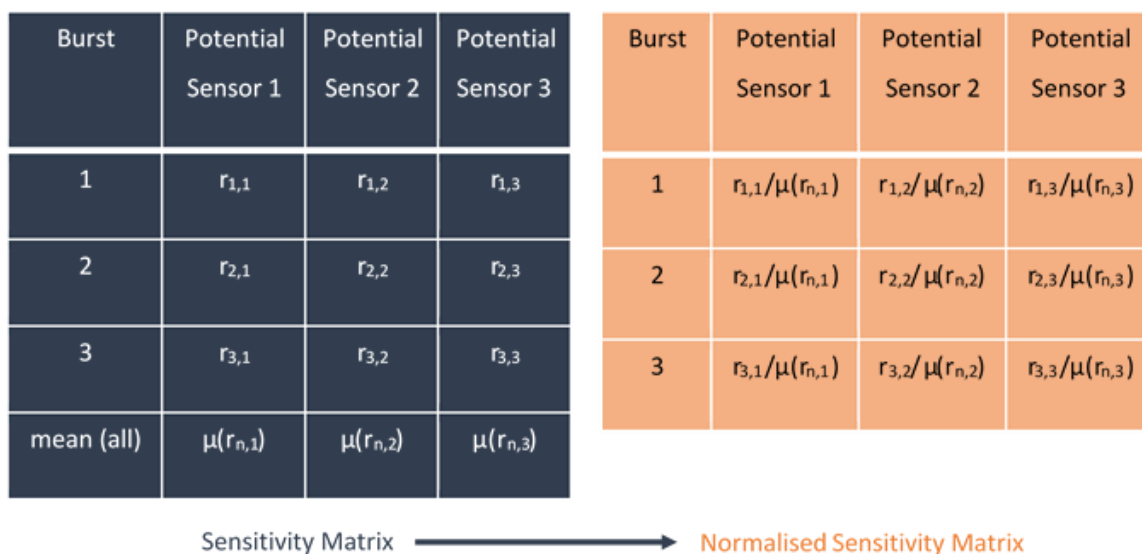 Burst Potential Sensor 1 Potential Sensor 2 Potential Sensor 3
1 r1,1 r1,2 r1,3
2 r2,1 r2,2 r2,3
3 r3,1 r3,2 r3,3
mean (all) μ(rn,1) μ(rn,2) μ(rn,3)
Burst Potential Sensor 1 Potential Sensor 2 Potential Sensor 3
1 r1,1/μ(rn,1) r1,2/μ(rn,2) r1,3/μ(rn,3)
2 r2,1/μ(rn,1) r2,2/μ(rn,2) r2,3/μ(rn,3)
3 r3,1/μ(rn,1) r3,2/μ(rn,2) r3,3/μ(rn,3)
Sensitivity Matrix
Normalised Sensitivity Matrix